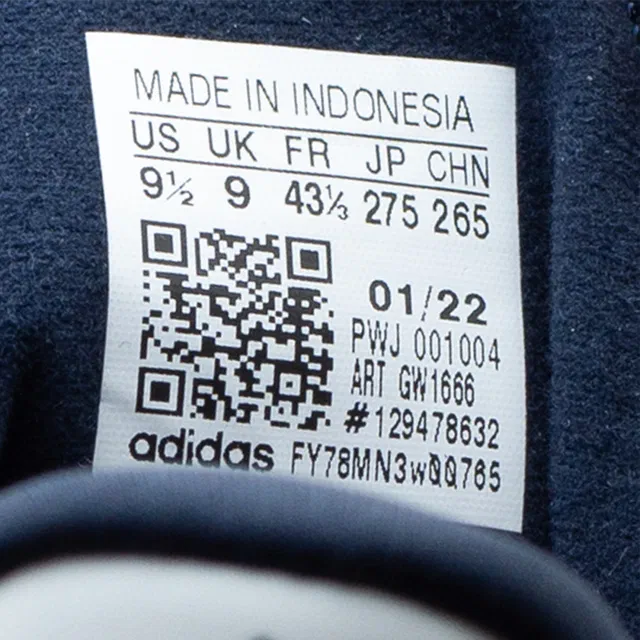 MADE IN INDONESIA
US UK FR JP CHN
9½ 9 43⅓ 275 265
01/22
PWJ 001004
ART GW1666
#129478632
adidas